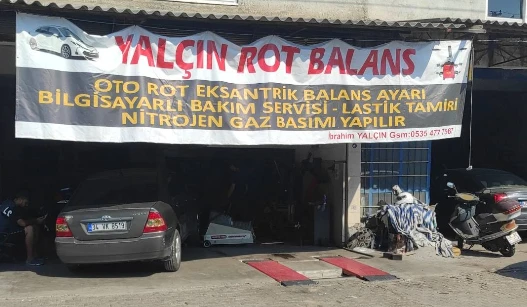 YALÇIN ROT BALANS
OTO ROT EKSANTRİK BALANS AYARI
BİLGİSAYARLI BAKIM SERVİSİ - LASTİK TAMİRİ
NİTROJEN GAZ BASIMI YAPILIR
İbrahim YALÇIN Gsm:0535 477 7567